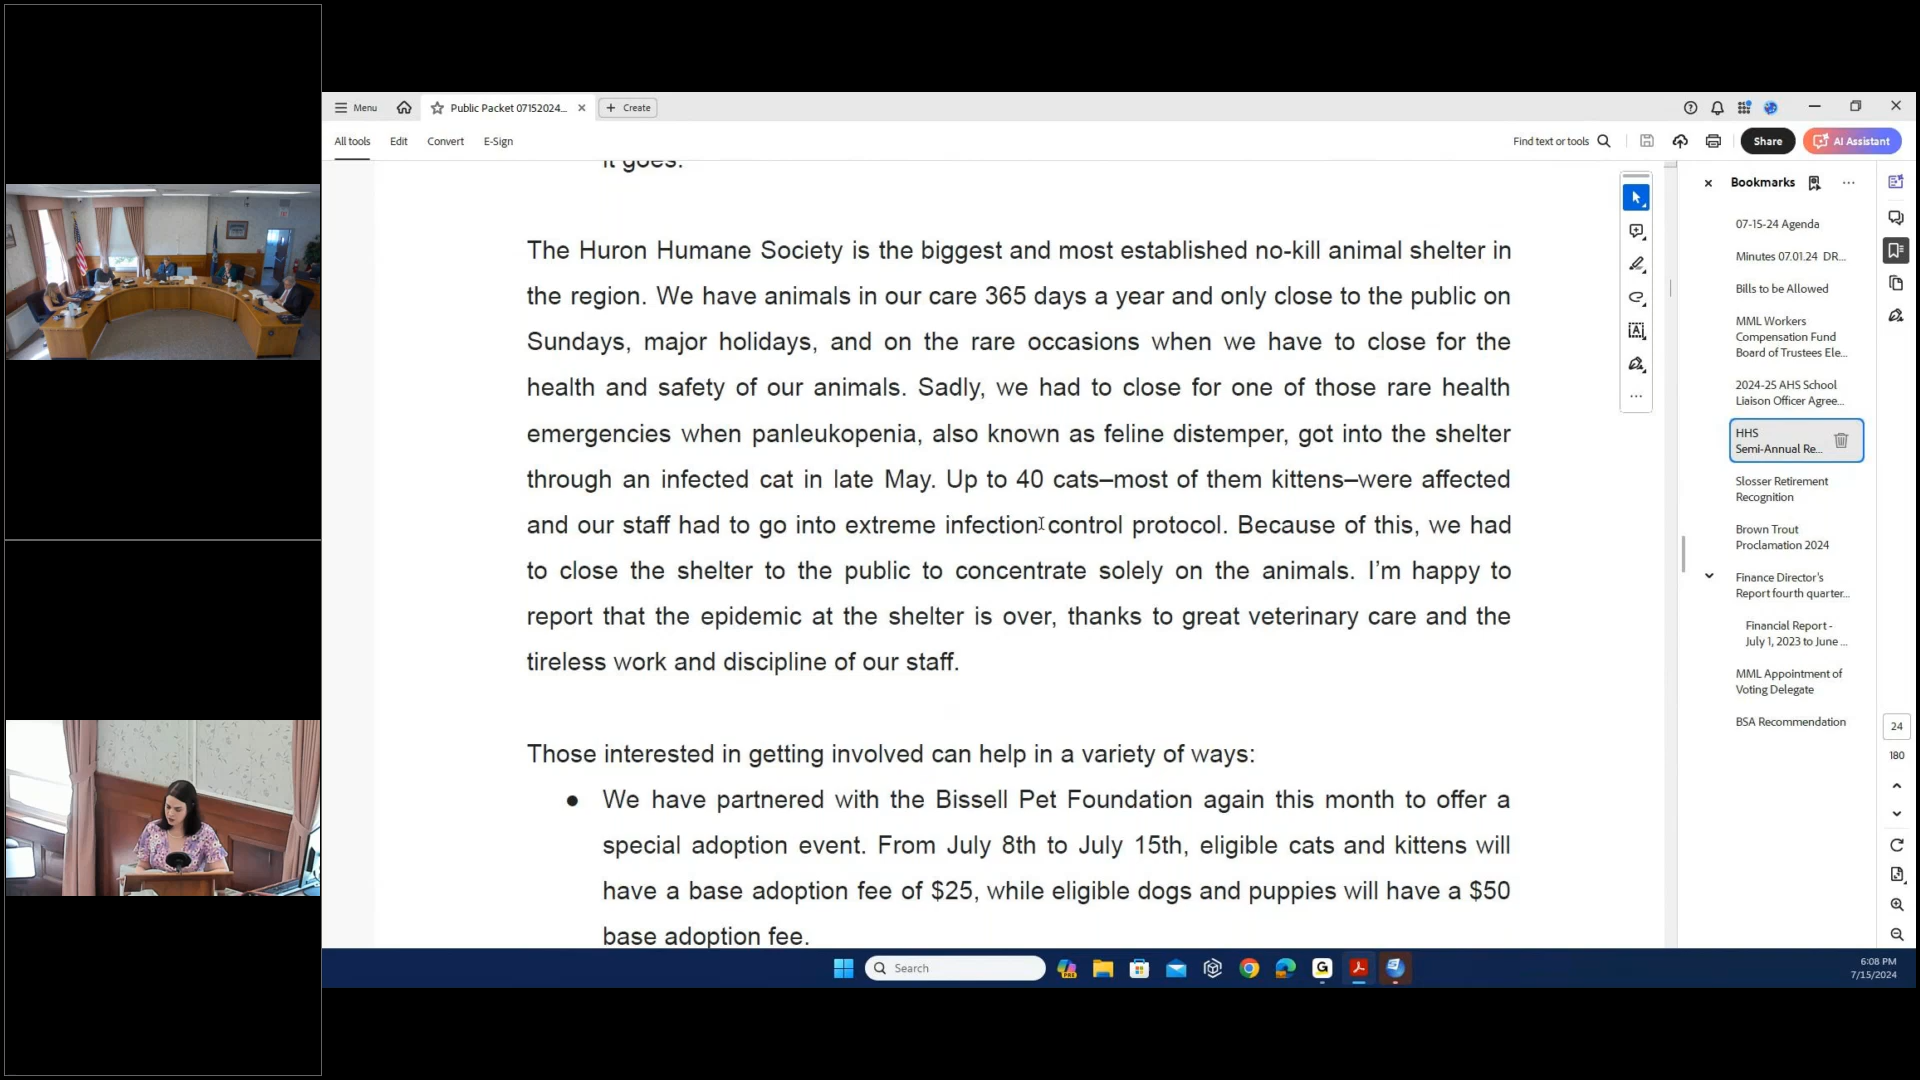 Menu
Public Packet 07152024...
Create
All tools
Edit
Convert
E-Sign
Find text or tools
Share
AI Assistant
it goes.
The Huron Humane Society is the biggest and most established no-kill animal shelter in
the region. We have animals in our care 365 days a year and only close to the public on
Sundays, major holidays, and on the rare occasions when we have to close for the
health and safety of our animals. Sadly, we had to close for one of those rare health
emergencies when panleukopenia, also known as feline distemper, got into the shelter
through an infected cat in late May. Up to 40 cats–most of them kittens–were affected
and our staff had to go into extreme infection control protocol. Because of this, we had
to close the shelter to the public to concentrate solely on the animals. I'm happy to
report that the epidemic at the shelter is over, thanks to great veterinary care and the
tireless work and discipline of our staff.
Those interested in getting involved can help in a variety of ways:
● We have partnered with the Bissell Pet Foundation again this month to offer a
special adoption event. From July 8th to July 15th, eligible cats and kittens will
have a base adoption fee of $25, while eligible dogs and puppies will have a $50
base adoption fee.
Bookmarks
07-15-24 Agenda
Minutes 07.01.24 DR...
Bills to be Allowed
MML Workers
Compensation Fund
Board of Trustees Ele...
2024-25 AHS School
Liaison Officer Agree...
HHS
Semi-Annual Re...
Slosser Retirement
Recognition
Brown Trout
Proclamation 2024
Finance Director's
Report fourth quarter...
Financial Report -
July 1, 2023 to June ...
MML Appointment of
Voting Delegate
BSA Recommendation
24
180
Search
6:08 PM
7/15/2024